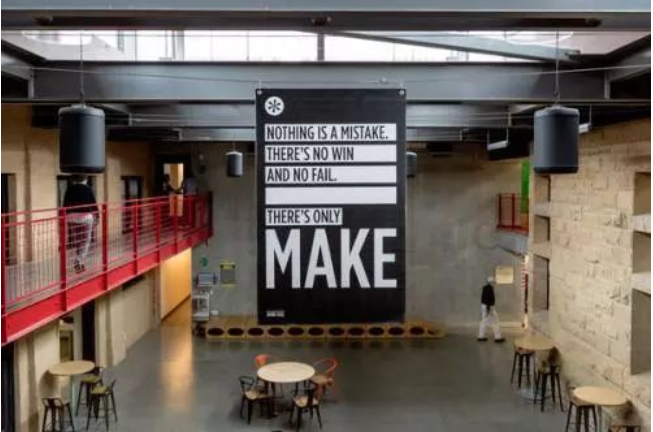 NOTHING IS A MISTAKE.
THERE'S NO WIN
AND NO FAIL.
THERE'S ONLY
MAKE